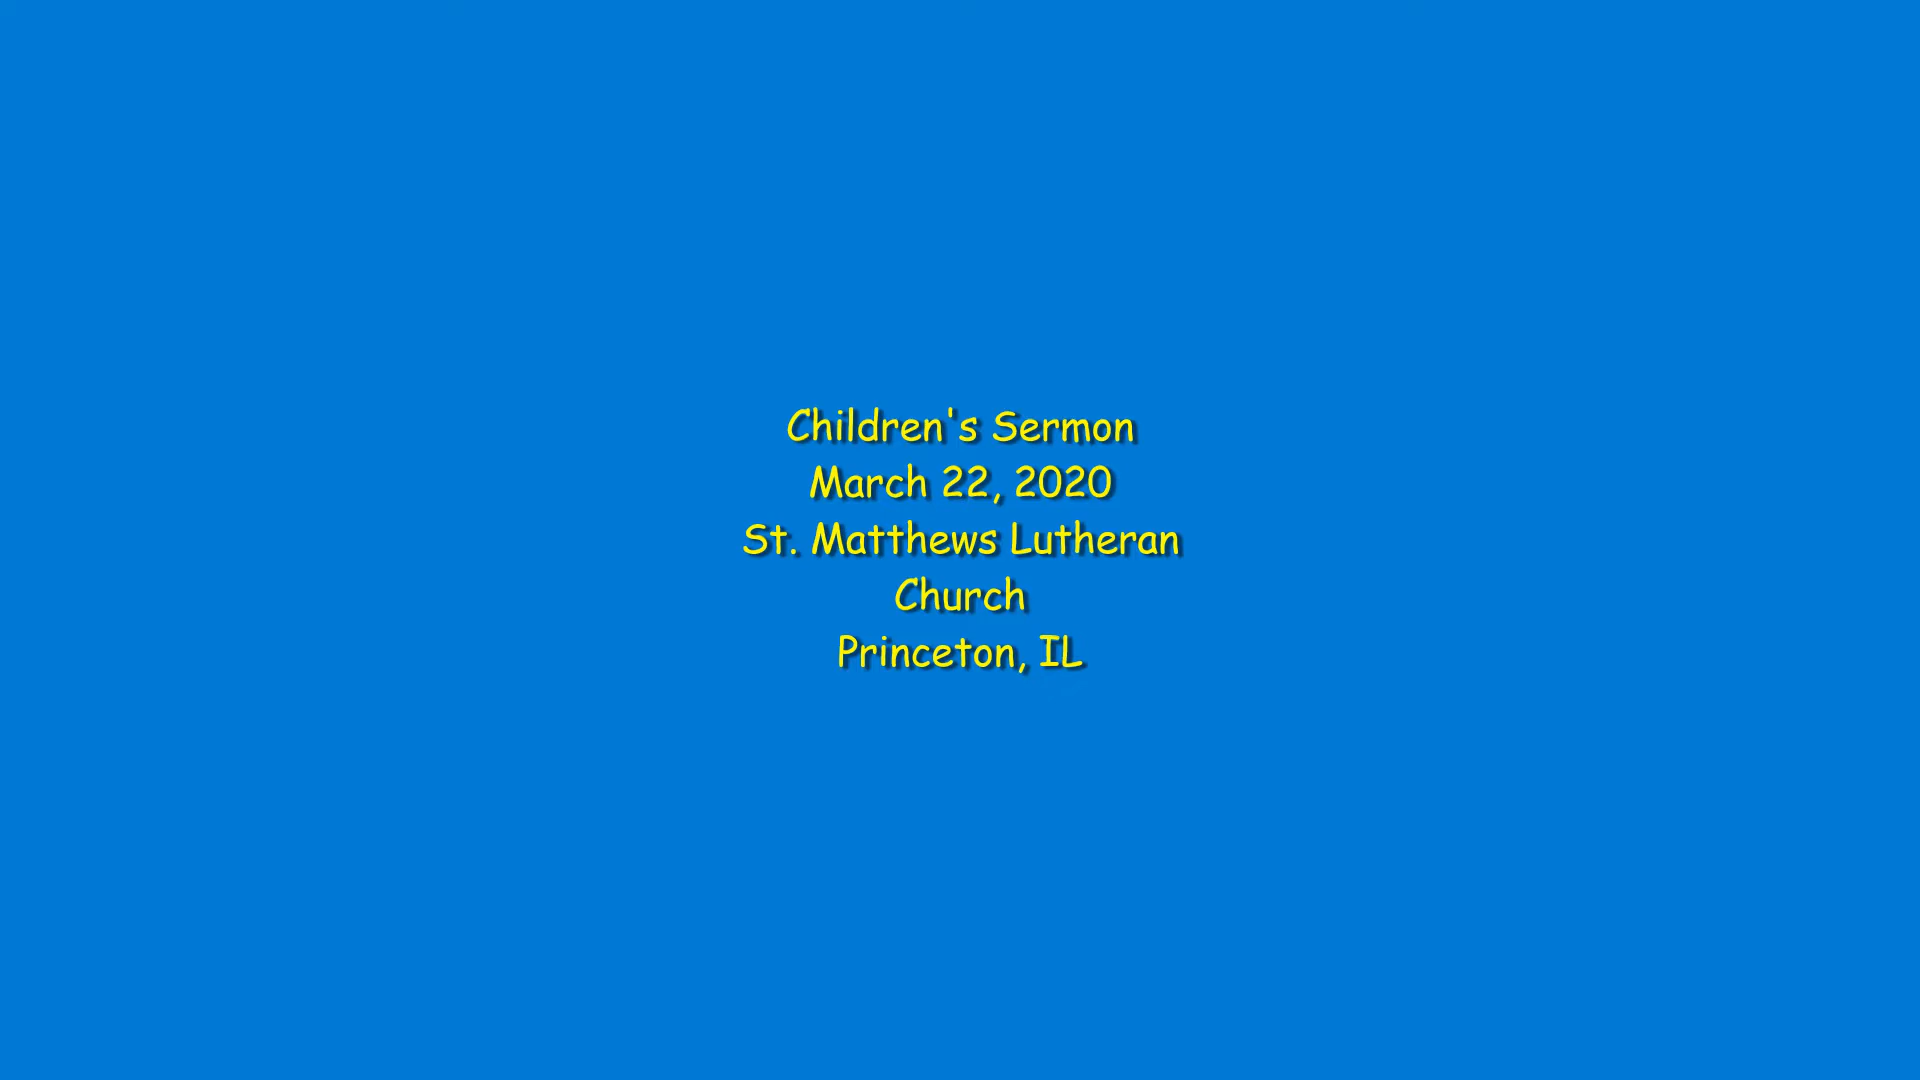 Children's Sermon
March 22, 2020
St. Matthews Lutheran
Church
Princeton, IL